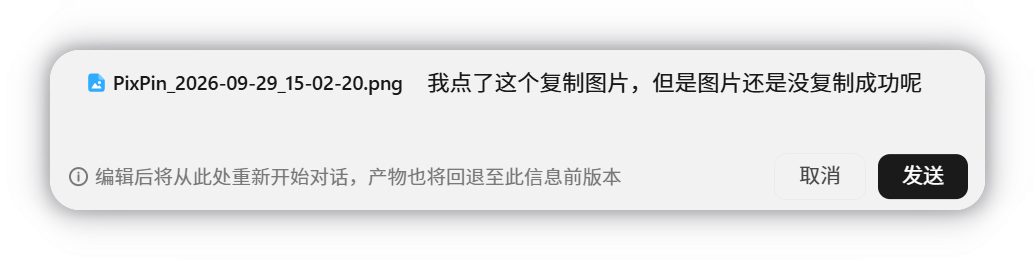 PixPin_2026-09-29_15-02-20.png 我点了这个复制图片，但是图片还是没复制成功呢
编辑后将从此处重新开始对话，产物也将回退至此信息前版本 取消 发送